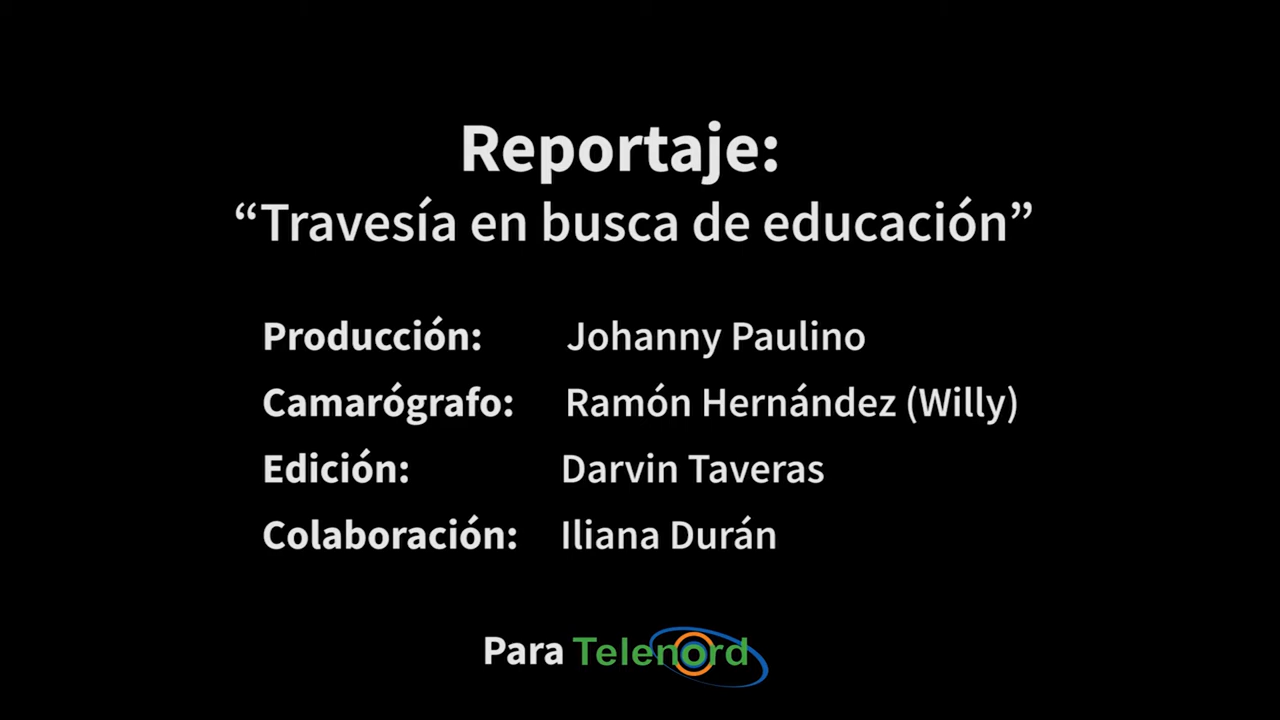 Reportaje:
“Travesía en busca de educación”
Producción: Johanny Paulino
Camarógrafo: Ramón Hernández (Willy)
Edición: Darvin Taveras
Colaboración: Iliana Durán
Para Telenord